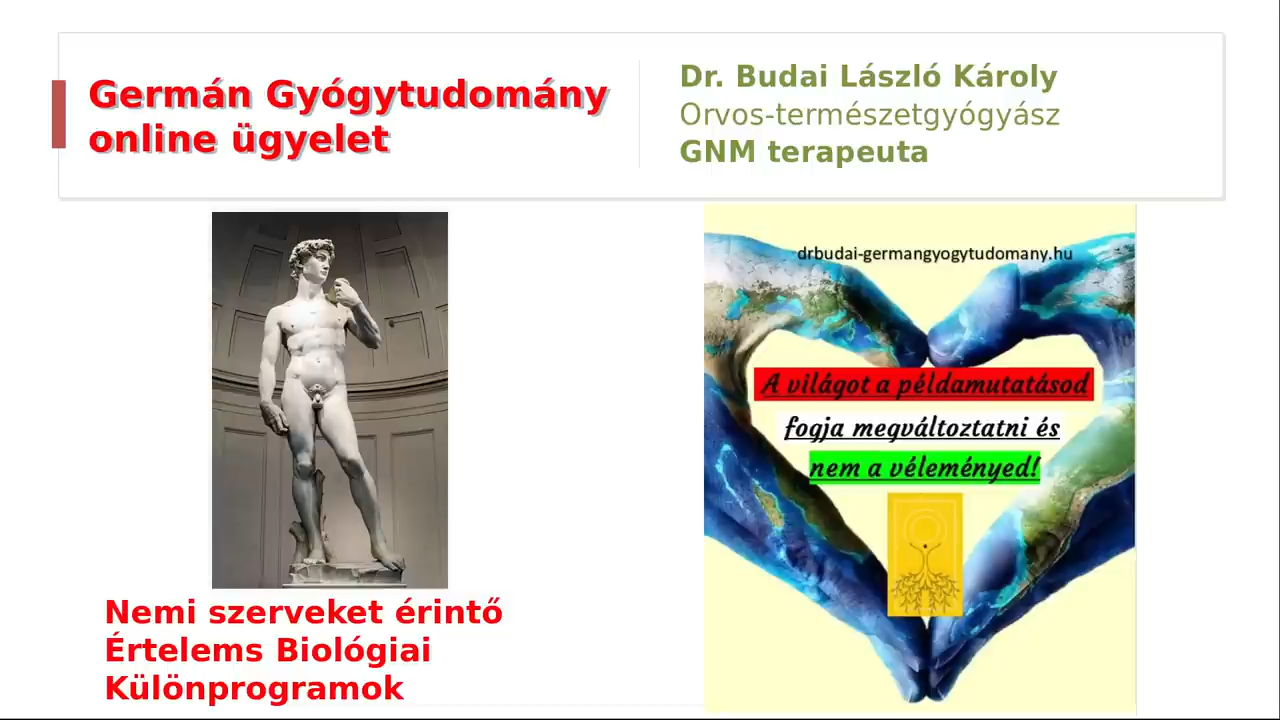 Germán Gyógytudomány
online ügyelet
Dr. Budai László Károly
Orvos-természetgyógyász
GNM terapeuta
drbudai-germangyogytudomany.hu
A világot a példamutatásod
fogja megváltoztatni és
nem a véleményed!
Nemi szerveket érintő
Értelems Biológiai
Különprogramok